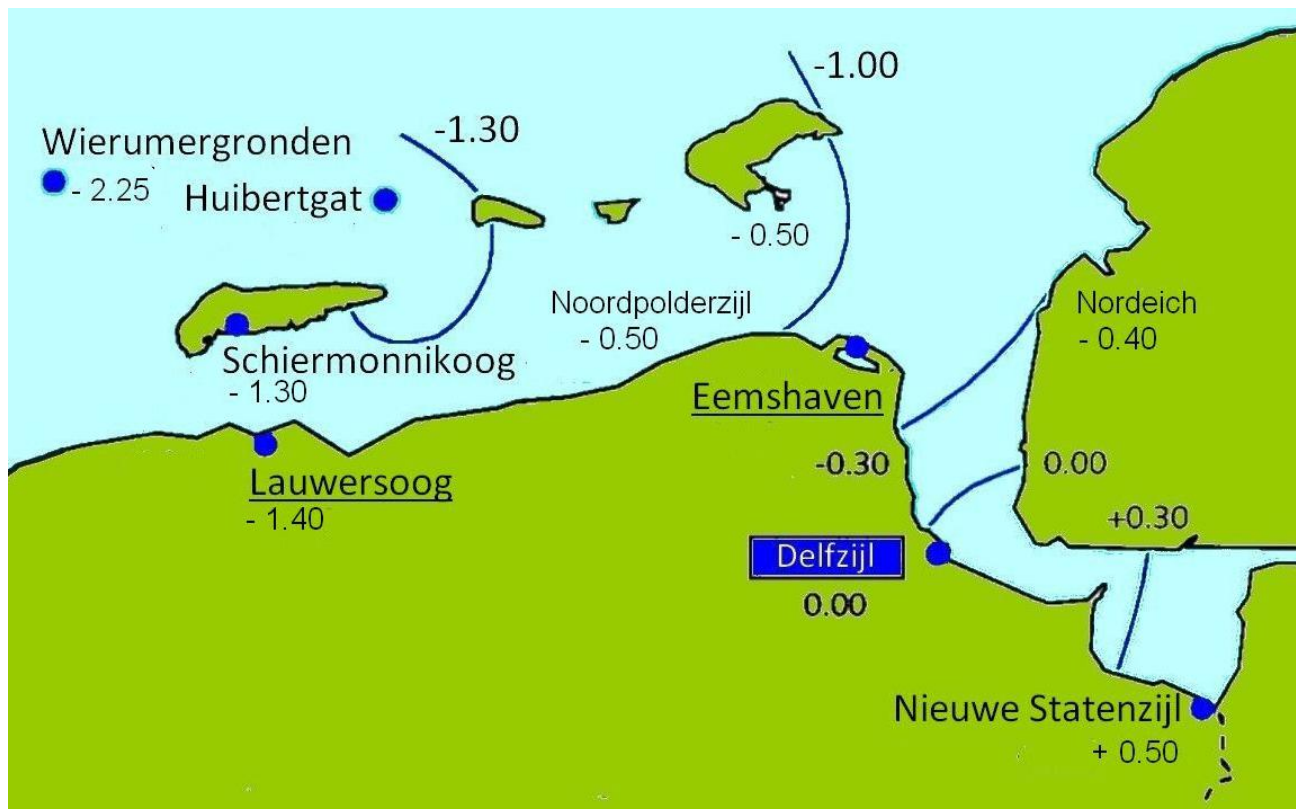 -1.00
-1.30
Wierumergronden
- 2.25
Huibertgat
- 0.50
Noordpolderzijl
- 0.50
Nordeich
- 0.40
Schiermonnikoog
- 1.30
Eemshaven
-0.30
0.00
Lauwersoog
- 1.40
+0.30
Delfzijl
0.00
Nieuwe Statenzijl
+ 0.50